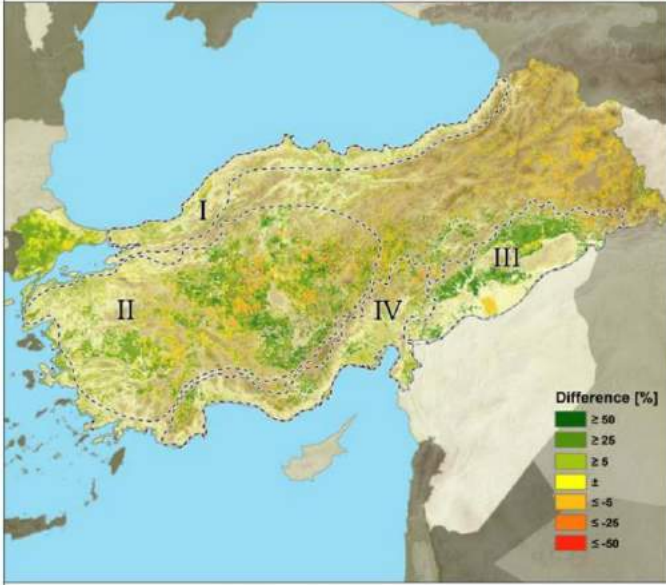 I
II
III
IV
Difference [%]
≥ 50
≥ 25
≥ 5
±
≤ -5
≤ -25
≤ -50